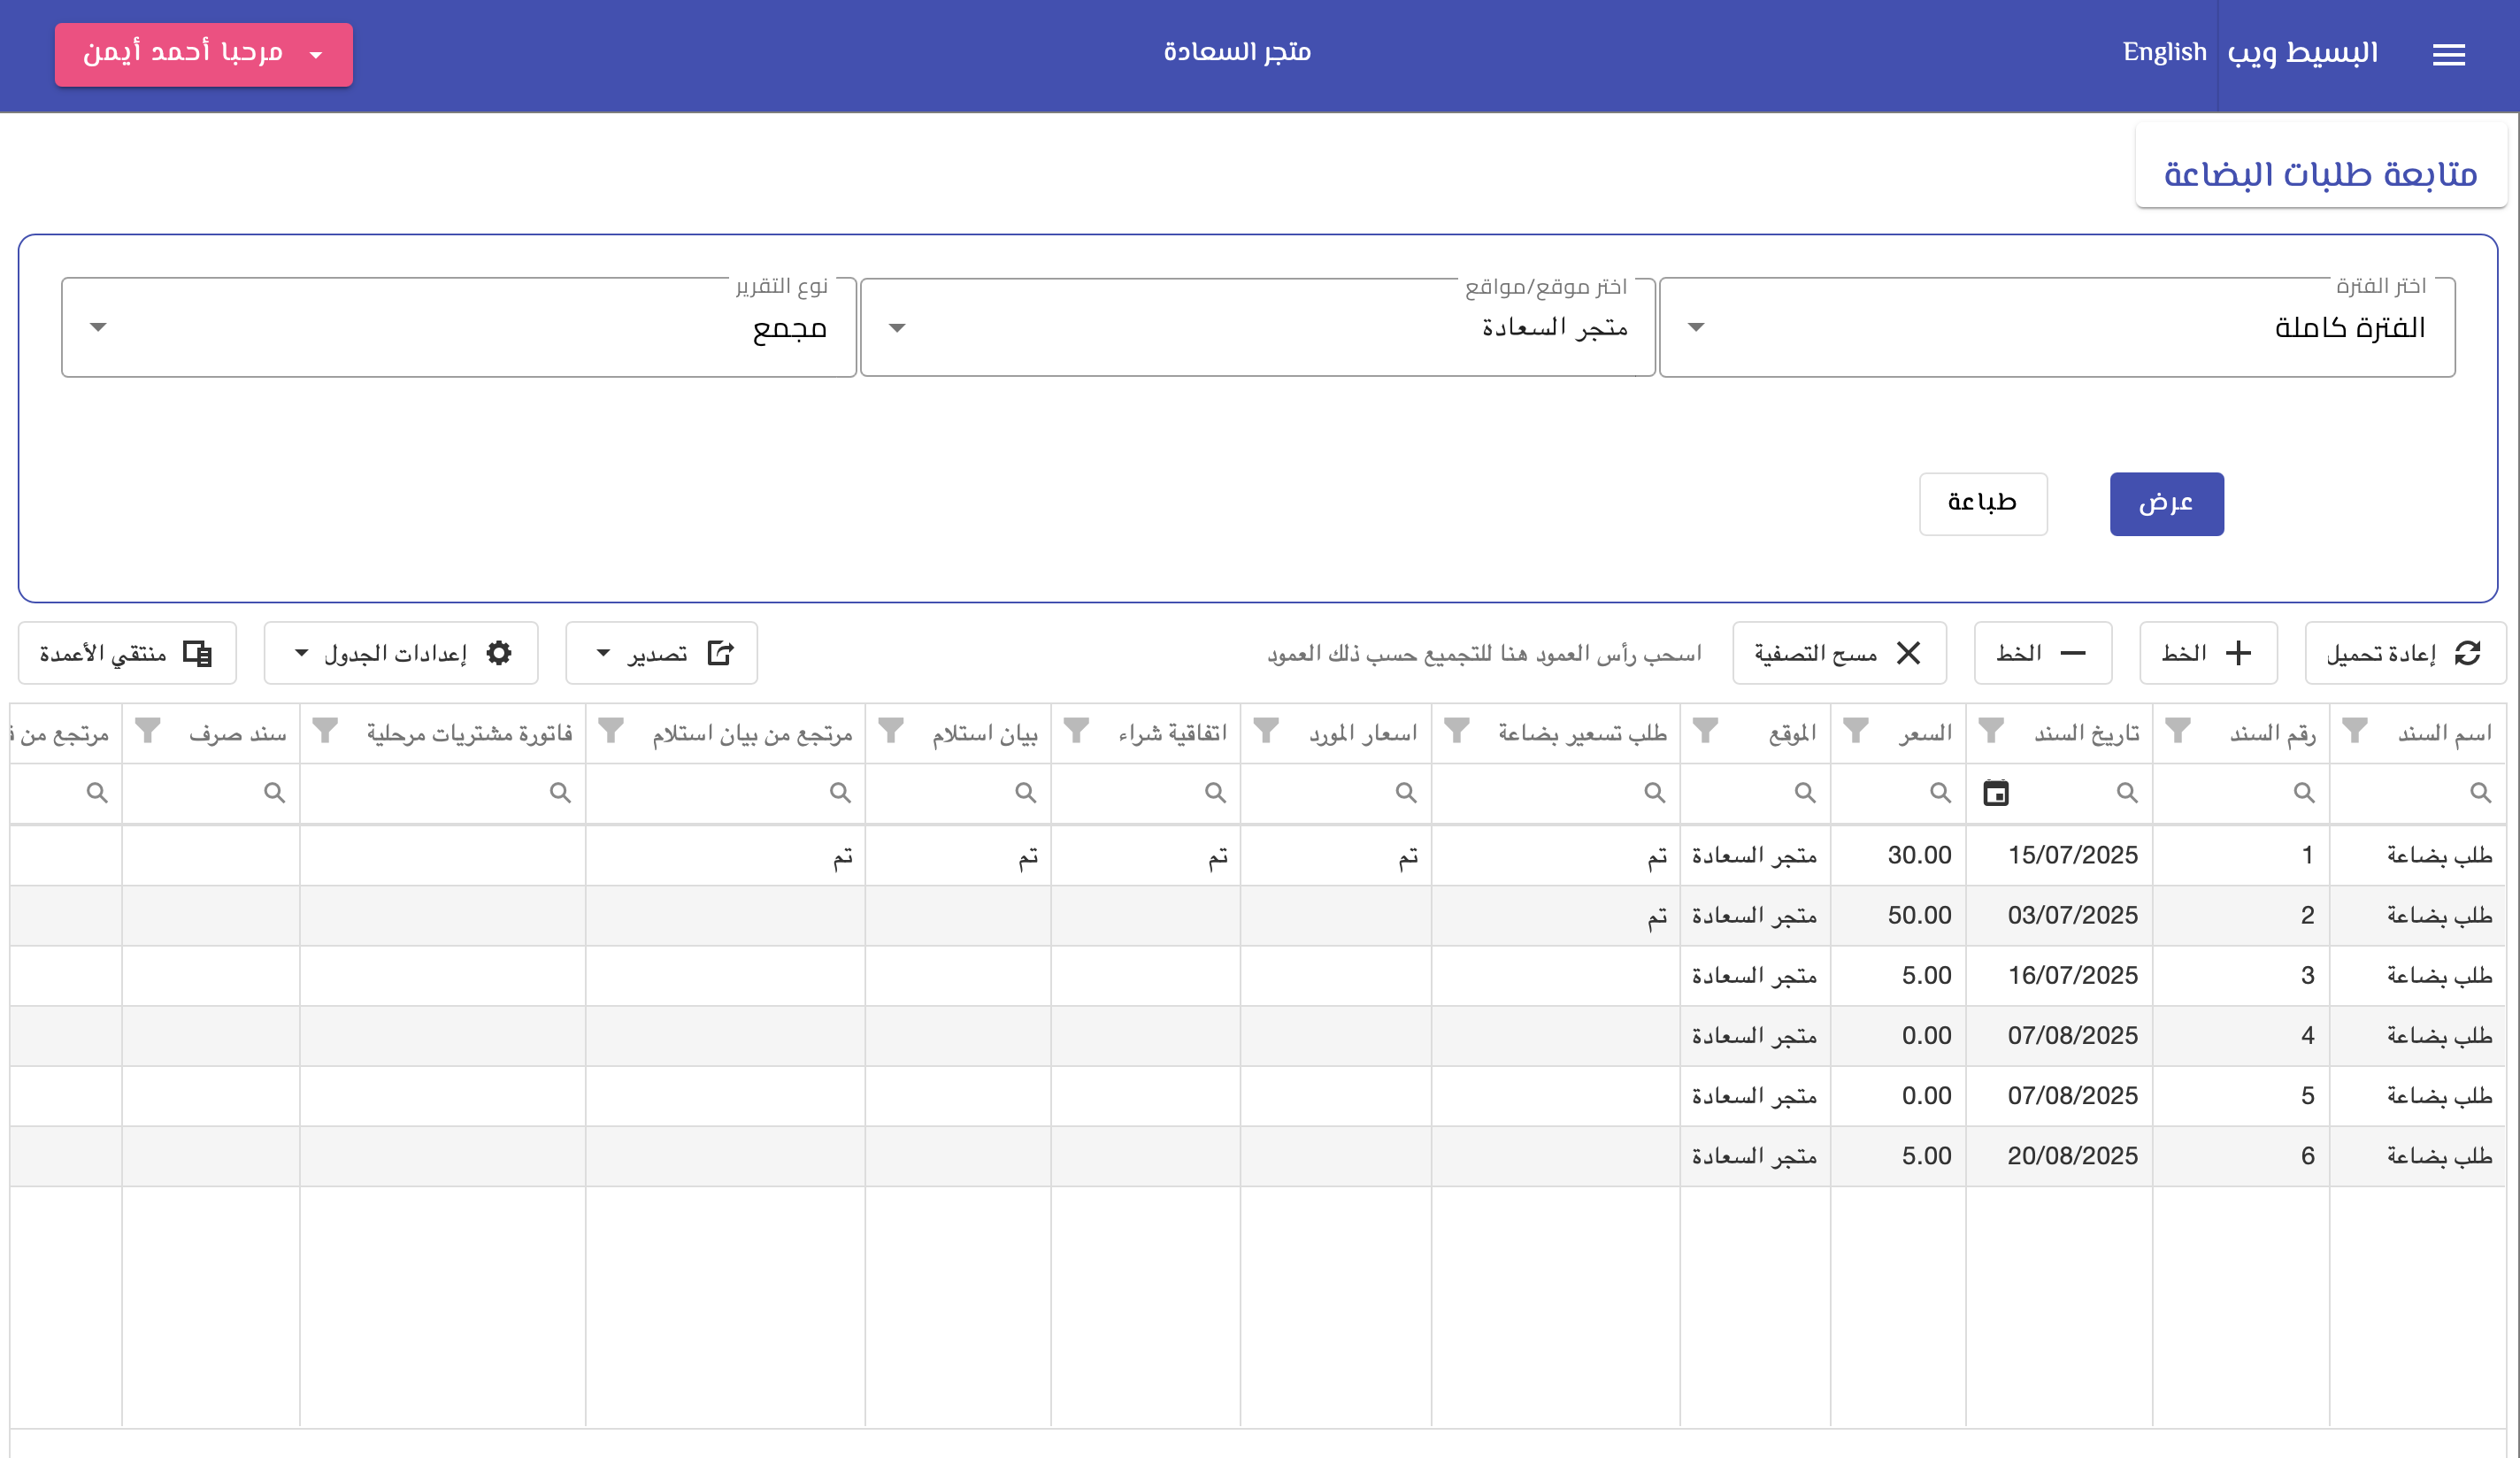 البسيط ويب English متجر السعادة مرحبا أحمد أيمن
متابعة طلبات البضاعة
اختر الفترة اختر موقع/مواقع نوع التقرير
الفترة كاملة متجر السعادة مجمع
عرض طباعة
إعادة تحميل الخط الخط مسح التصفية اسحب رأس العمود هنا للتجميع حسب ذلك العمود تصدير إعدادات الجدول منتقي الأعمدة
اسم السند رقم السند تاريخ السند السعر الموقع طلب تسعير بضاعة اسعار المورد اتفاقية شراء بيان استلام مرتجع من بيان استلام فاتورة مشتريات مرحلية سند صرف مرتجع من
طلب بضاعة 1 15/07/2025 30.00 متجر السعادة تم تم تم تم تم
طلب بضاعة 2 03/07/2025 50.00 متجر السعادة تم
طلب بضاعة 3 16/07/2025 5.00 متجر السعادة
طلب بضاعة 4 07/08/2025 0.00 متجر السعادة
طلب بضاعة 5 07/08/2025 0.00 متجر السعادة
طلب بضاعة 6 20/08/2025 5.00 متجر السعادة